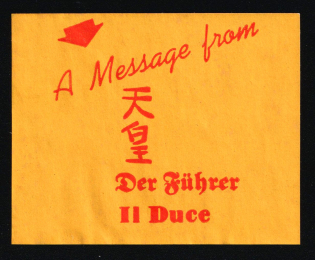 A Message from
天皇
Der Führer
Il Duce